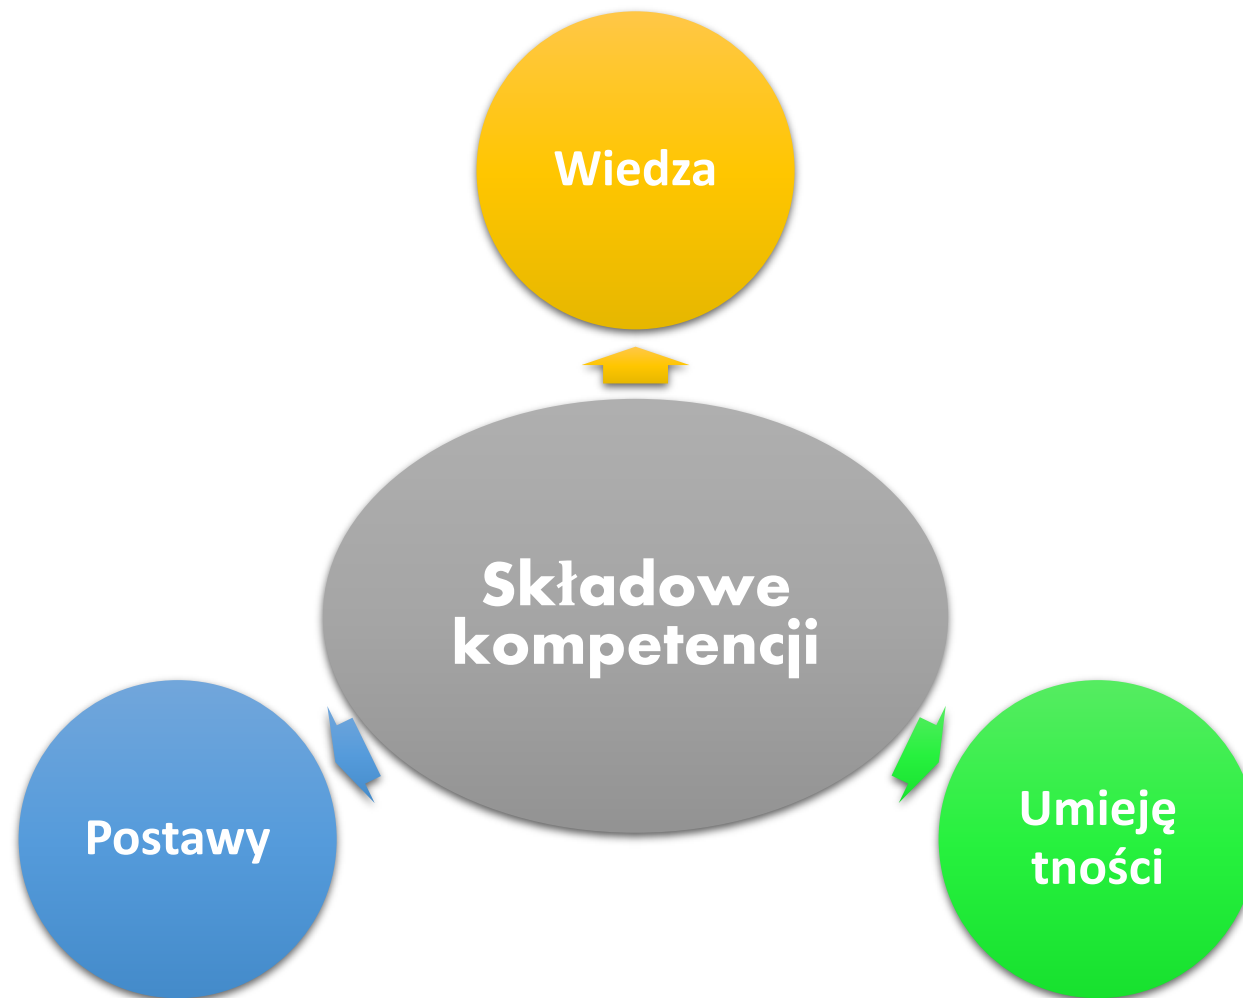 Wiedza
Składowe
kompetencji
Postawy
Umieję
tności